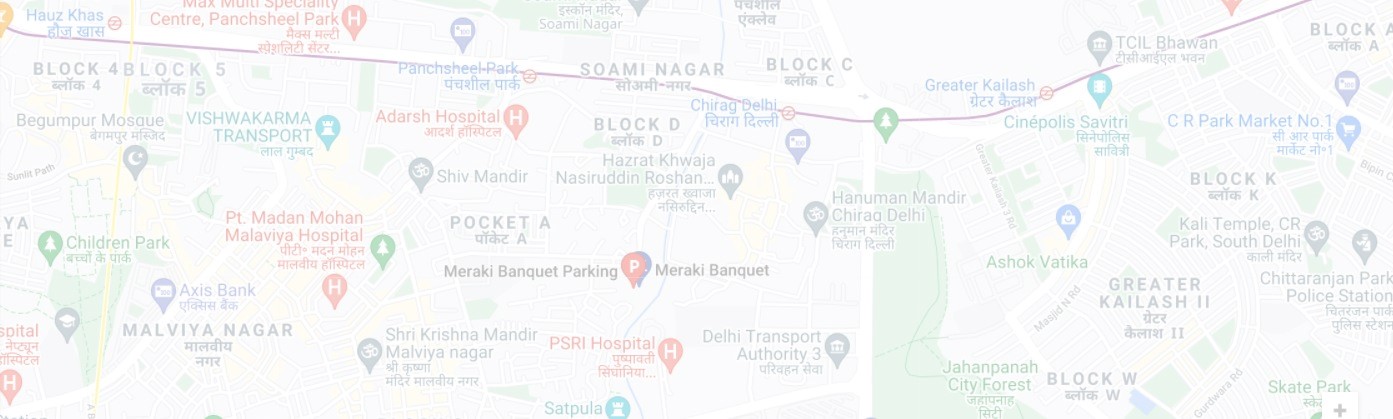 Max Multi Speciality
Centre, Panchsheel Park
मैक्स मल्टी
स्पेशलिटी सेंटर...
Hauz Khas
हौज़ खास
इस्कॉन मंदिर,
Soami Nagar
पंचशील
एंक्लेव
BLOCK 4
ब्लॉक 4
BLOCK 5
ब्लॉक 5
Panchsheel Park
पंचशील पार्क
SOAMI NAGAR
सोअमी नगर
BLOCK C
ब्लॉक C
TCIL Bhawan
टीसीआईएल भवन
BLOCK A
ब्लॉक A
Greater Kailash
ग्रेटर कैलाश
Begumpur Mosque
बेगमपुर मस्जिद
VISHWAKARMA
TRANSPORT
लाल गुम्बद
Adarsh Hospital
आदर्श हॉस्पिटल
Chirag Delhi
चिराग दिल्ली
BLOCK D
ब्लॉक D
Cinépolis Savitri
सिनेपोलिस
सावित्री
C R Park Market No.1
सी आर पार्क
मार्केट न॰1
Sunlit Path
Shiv Mandir
Hazrat Khwaja
Nasiruddin Roshan...
हज़रत ख्वाजा
नसिरुद्दिन...
Greater Kailash 3 Rd
Bipin C
BLOCK K
ब्लॉक K
Hanuman Mandir
Chirag Delhi
हनुमान मंदिर
चिराग दिल्ली
Pt. Madan Mohan
Malaviya Hospital
पीटी॰ मदन मोहन
मालवीय हॉस्पिटल
POCKET A
पॉकेट A
Children Park
बच्चों के पार्क
Kali Temple, CR
Park, South Delhi
काली मंदिर
Meraki Banquet Parking
P
Meraki Banquet
Ashok Vatika
Axis Bank
एक्सिस बैंक
GREATER
KAILASH II
ग्रेटर
कैलाश II
Chittaranjan Park
Police Station
चितरंजन पार्क
पुलिस स्टेशन
Masjid N Rd
MALVIYA NAGAR
मालवीय
नगर
Shri Krishna Mandir
Malviya nagar
श्री कृष्णा
मंदिर मालवीय नगर
PSRI Hospital
पुष्पावती
सिंघानिया...
Delhi Transport
Authority 3
परिवहन सेवा
Jahanpanah
City Forest
जहांपनाह
सिटी
BLOCK W
ब्लॉक W
Gurdwara Rd
Skate Park
Satpula